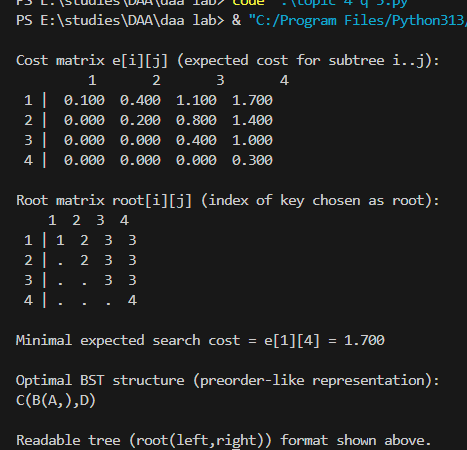 PS E:\studies\DAA\daa lab> code ".\topic 4 q 5.py"
PS E:\studies\DAA\daa lab> & "C:/Program Files/Python313/
Cost matrix e[i][j] (expected cost for subtree i..j):
1 2 3 4
1 | 0.100 0.400 1.100 1.700
2 | 0.000 0.200 0.800 1.400
3 | 0.000 0.000 0.400 1.000
4 | 0.000 0.000 0.000 0.300
Root matrix root[i][j] (index of key chosen as root):
1 2 3 4
1 | 1 2 3 3
2 | . 2 3 3
3 | . . 3 3
4 | . . . 4
Minimal expected search cost = e[1][4] = 1.700
Optimal BST structure (preorder-like representation):
C(B(A,),D)
Readable tree (root(left,right)) format shown above.